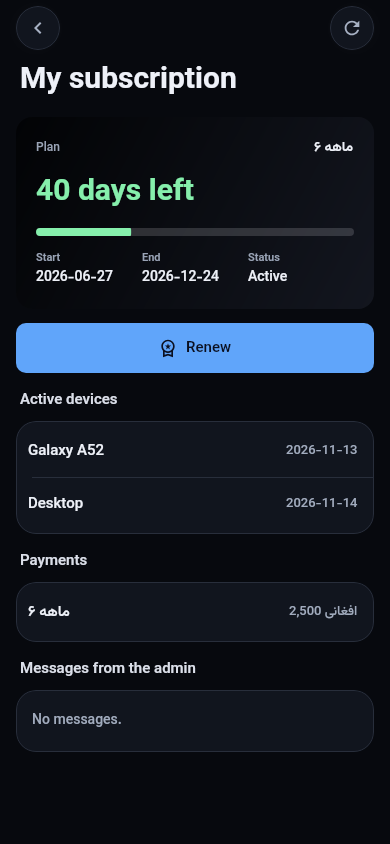 My subscription
Plan
۶ ماهه
40 days left
Start
End
Status
2026-06-27
2026-12-24
Active
Renew
Active devices
Galaxy A52
2026-11-13
Desktop
2026-11-14
Payments
۶ ماهه
2,500 افغانی
Messages from the admin
No messages.